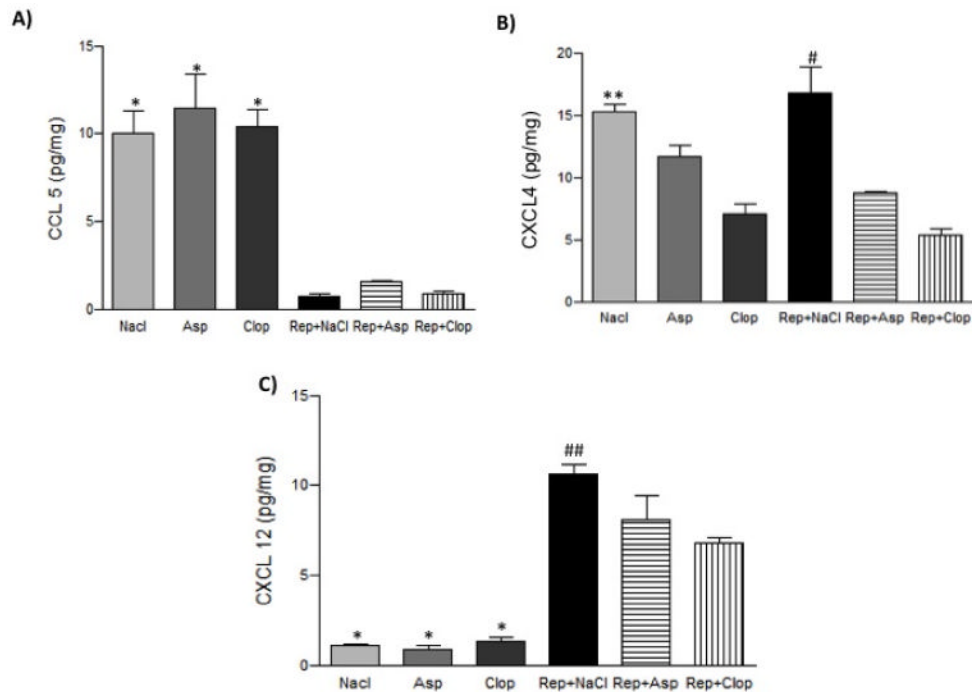 A)
15
10
5
0
CCL 5 (pg/mg)
*
*
*
Nacl Asp Clop Rep+NaCl Rep+Asp Rep+Clop
B)
20
15
10
5
0
CXCL4 (pg/mg)
**
#
Nacl Asp Clop Rep+NaCl Rep+Asp Rep+Clop
C)
15
10
5
0
CXCL 12 (pg/mg)
*
*
*
##
Nacl Asp Clop Rep+NaCl Rep+Asp Rep+Clop